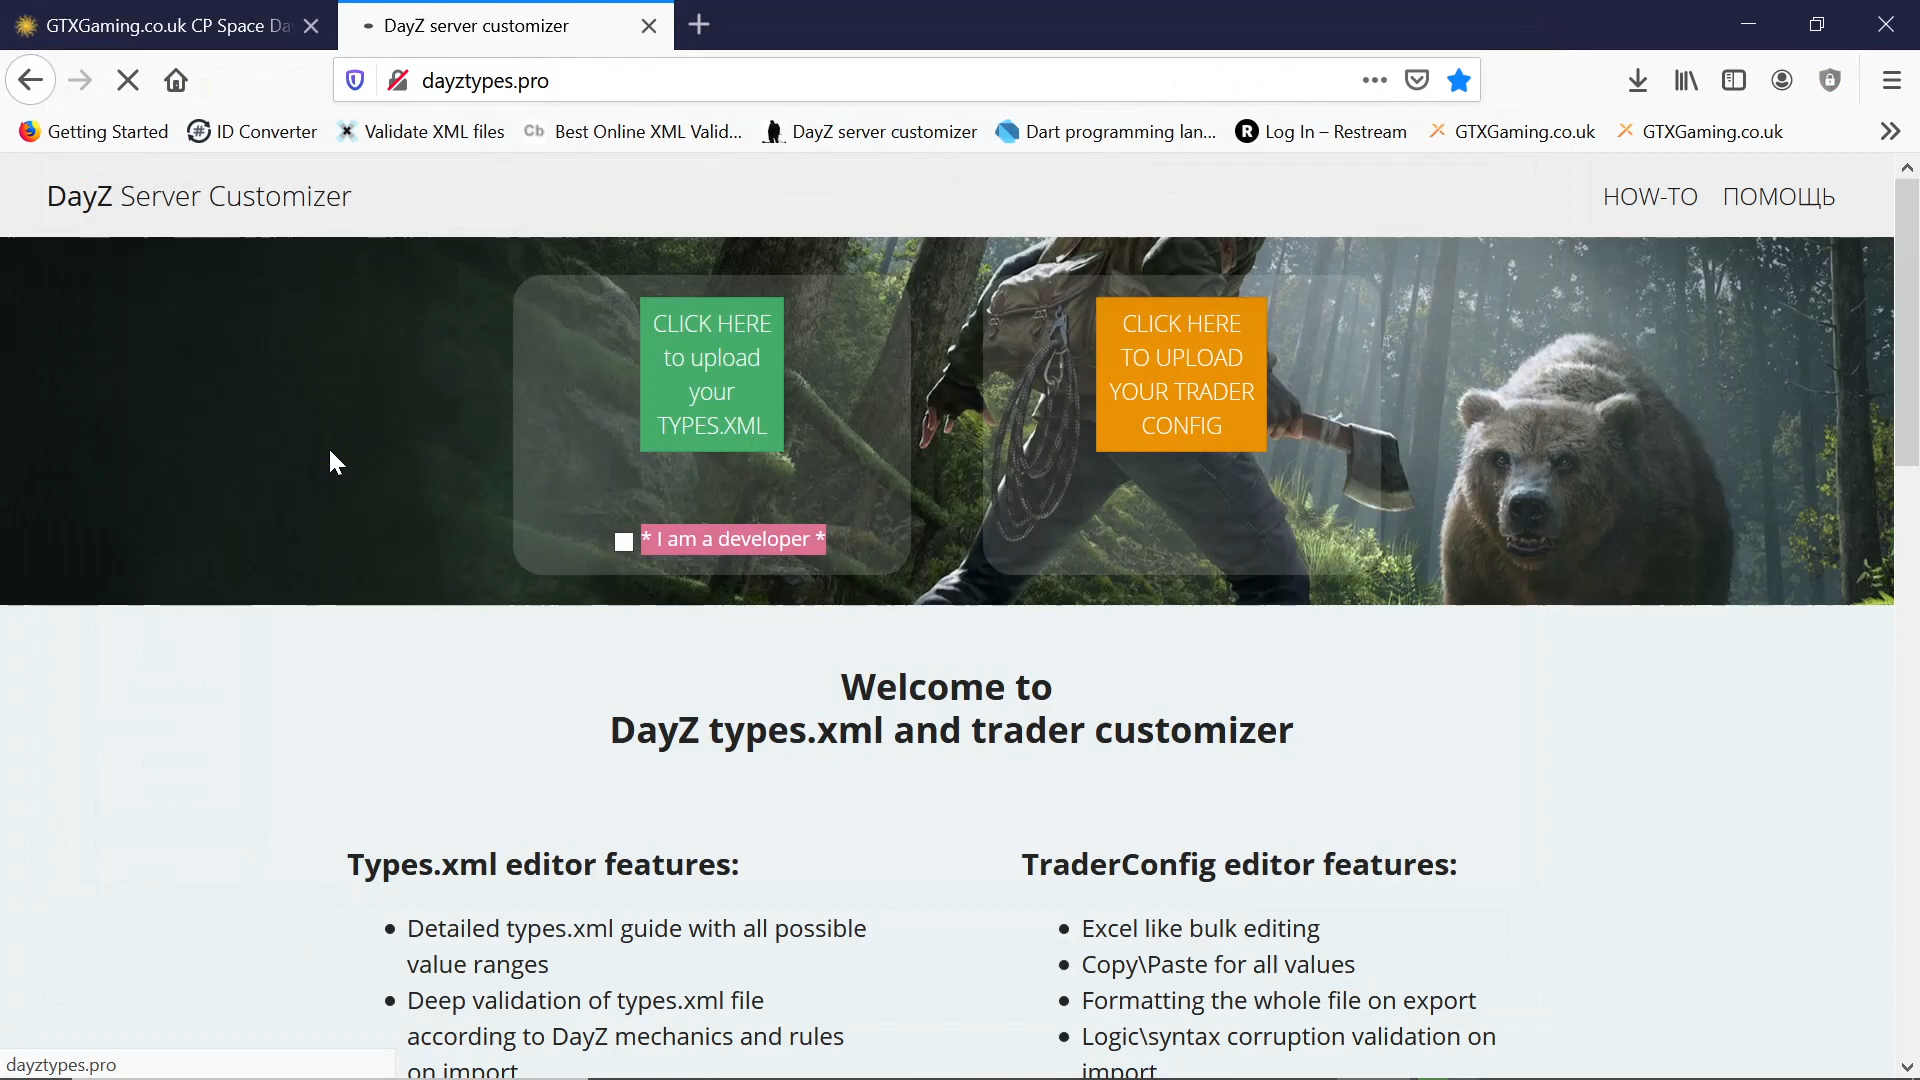 GTXGaming.co.uk CP Space Da
DayZ server customizer
dayztypes.pro
Getting Started
ID Converter
Validate XML files
Cb Best Online XML Valid...
DayZ server customizer
Dart programming lan...
R Log In – Restream
GTXGaming.co.uk
GTXGaming.co.uk
DayZ Server Customizer
HOW-TO ПОМОЩЬ
CLICK HERE
to upload
your
TYPES.XML
* I am a developer *
CLICK HERE
TO UPLOAD
YOUR TRADER
CONFIG
Welcome to
DayZ types.xml and trader customizer
Types.xml editor features:
Detailed types.xml guide with all possible
value ranges
Deep validation of types.xml file
according to DayZ mechanics and rules
on import
TraderConfig editor features:
Excel like bulk editing
Copy\Paste for all values
Formatting the whole file on export
Logic\syntax corruption validation on
import
dayztypes.pro